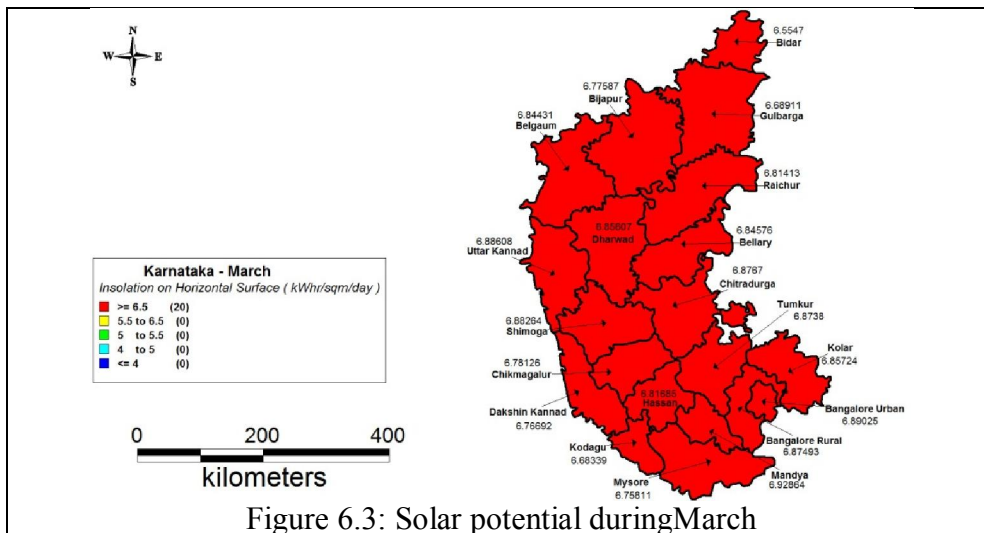 N
W E
S
6.5547
Bidar
6.77587
Bijapur
6.68911
Gulbarga
6.84431
Belgaum
6.81413
Raichur
6.85607
Dharwad
6.88608
Uttar Kannad
6.84576
Bellary
6.8767
Chitradurga
Karnataka - March
Insolation on Horizontal Surface ( kWhr/sqm/day )
>= 6.5 (20)
5.5 to 6.5 (0)
5 to 5.5 (0)
4 to 5 (0)
<= 4 (0)
Tumkur
6.8738
6.88264
Shimoga
Kolar
6.85724
6.78126
Chikmagalur
6.81685
Hassan
Dakshin Kannad
6.76692
Bangalore Urban
6.89025
Bangalore Rural
6.87493
Kodagu
6.68339
Mandya
6.92864
Mysore
6.75811
0 200 400
kilometers
Figure 6.3: Solar potential duringMarch